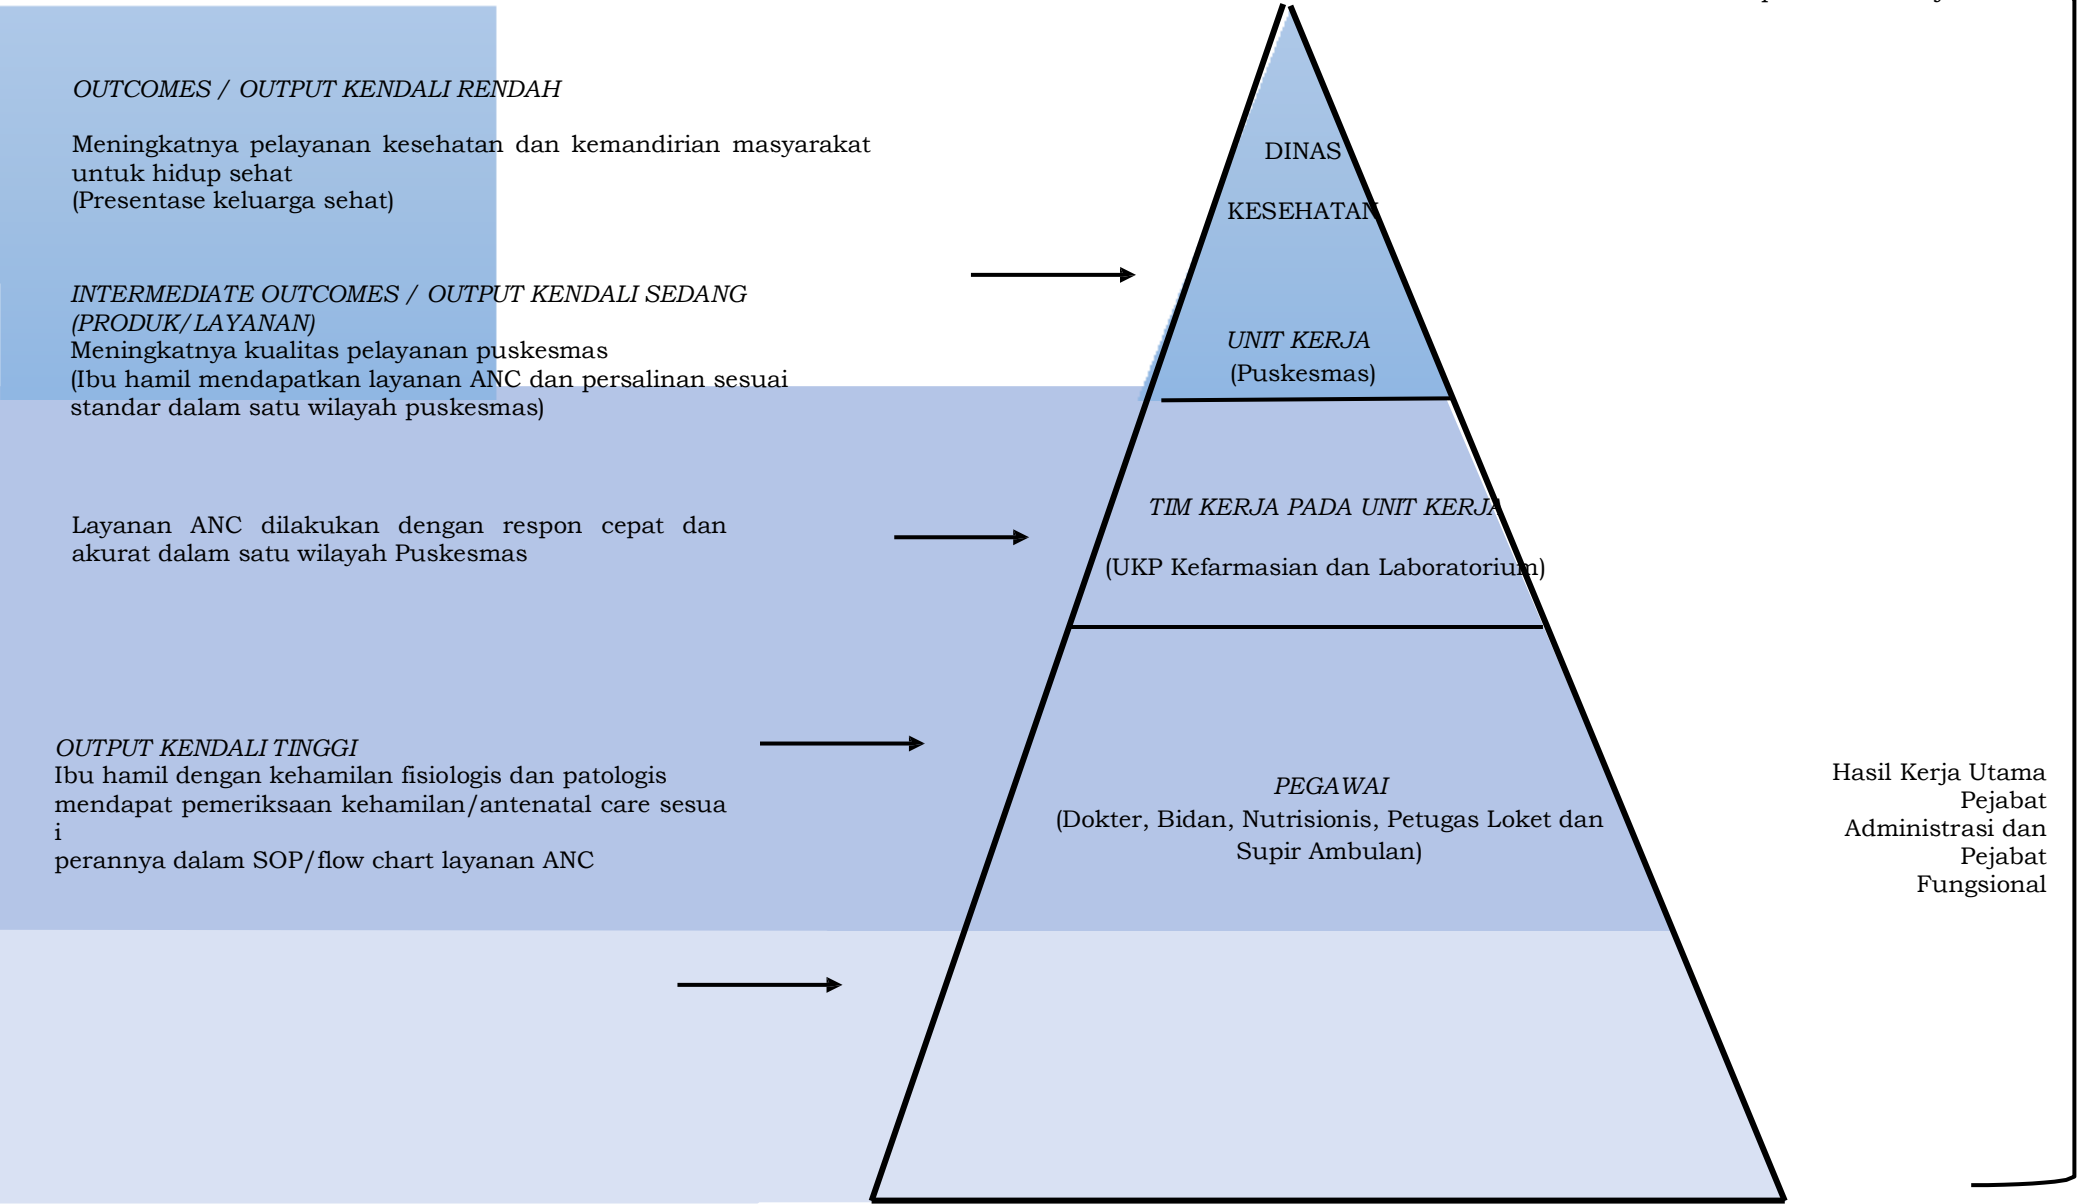 OUTCOMES / OUTPUT KENDALI RENDAH
Meningkatnya pelayanan kesehatan dan kemandirian masyarakat
untuk hidup sehat
(Presentase keluarga sehat)
INTERMEDIATE OUTCOMES / OUTPUT KENDALI SEDANG
(PRODUK/LAYANAN)
Meningkatnya kualitas pelayanan puskesmas
(Ibu hamil mendapatkan layanan ANC dan persalinan sesuai
standar dalam satu wilayah puskesmas)
Layanan ANC dilakukan dengan respon cepat dan
akurat dalam satu wilayah Puskesmas
OUTPUT KENDALI TINGGI
Ibu hamil dengan kehamilan fisiologis dan patologis
mendapat pemeriksaan kehamilan/antenatal care sesua
i
perannya dalam SOP/flow chart layanan ANC
DINAS
KESEHATAN
UNIT KERJA
(Puskesmas)
TIM KERJA PADA UNIT KERJA
(UKP Kefarmasian dan Laboratorium)
PEGAWAI
(Dokter, Bidan, Nutrisionis, Petugas Loket dan
Supir Ambulan)
Hasil Kerja Utama
Pejabat
Administrasi dan
Pejabat
Fungsional